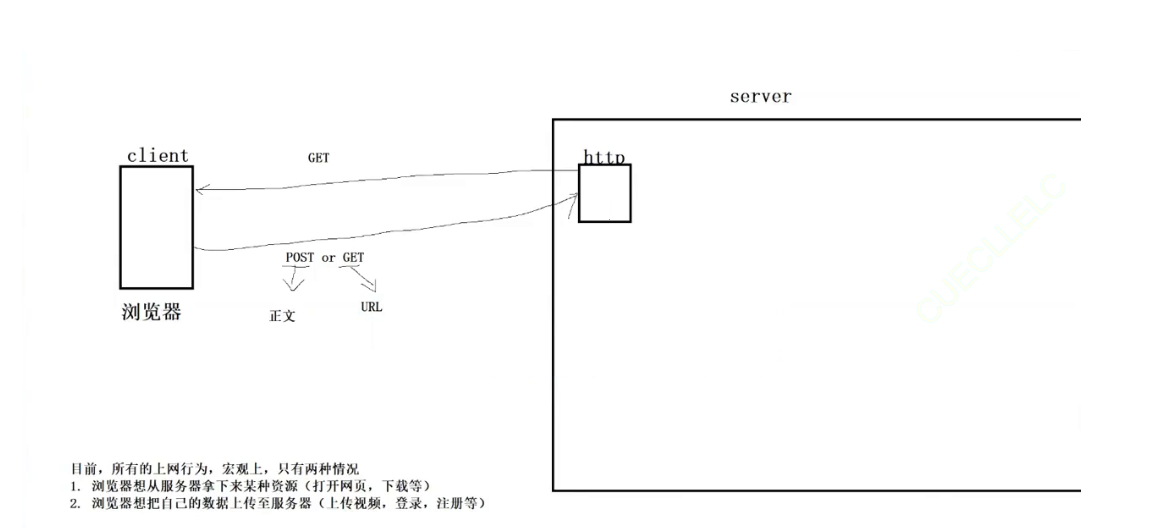 server
client
GET
http
POST or GET
正文
URL
浏览器
目前，所有的上网行为，宏观上，只有两种情况
1. 浏览器想从服务器拿下来某种资源（打开网页，下载等）
2. 浏览器想把自己的数据上传至服务器（上传视频，登录，注册等）